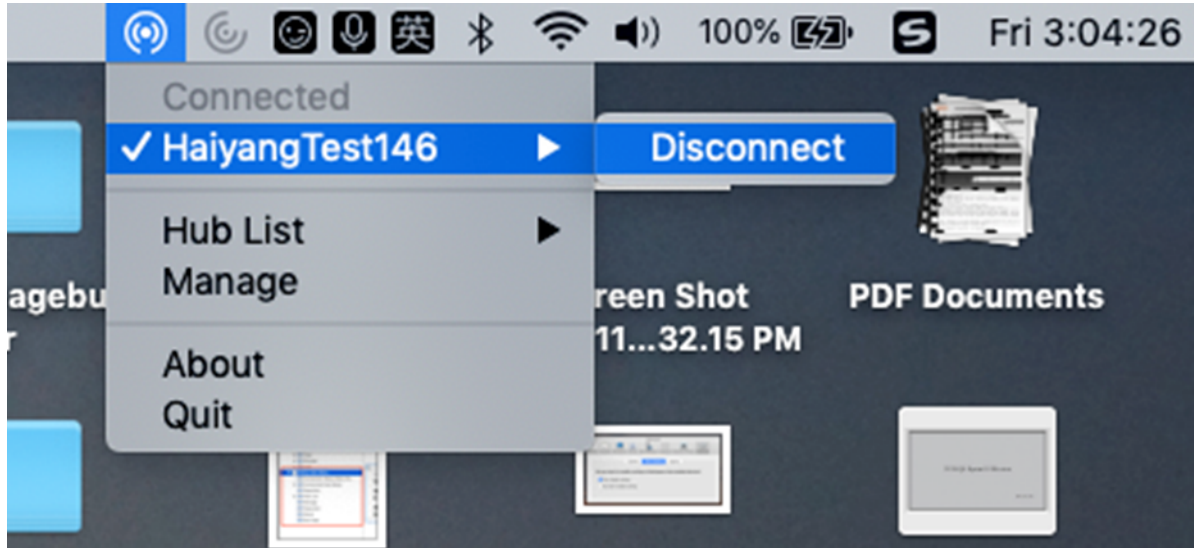 英 100% S Fri 3:04:26
Connected
HaiyangTest146
Disconnect
Hub List
Manage
About
Quit
agebu
r
reen Shot
11...32.15 PM
PDF Documents